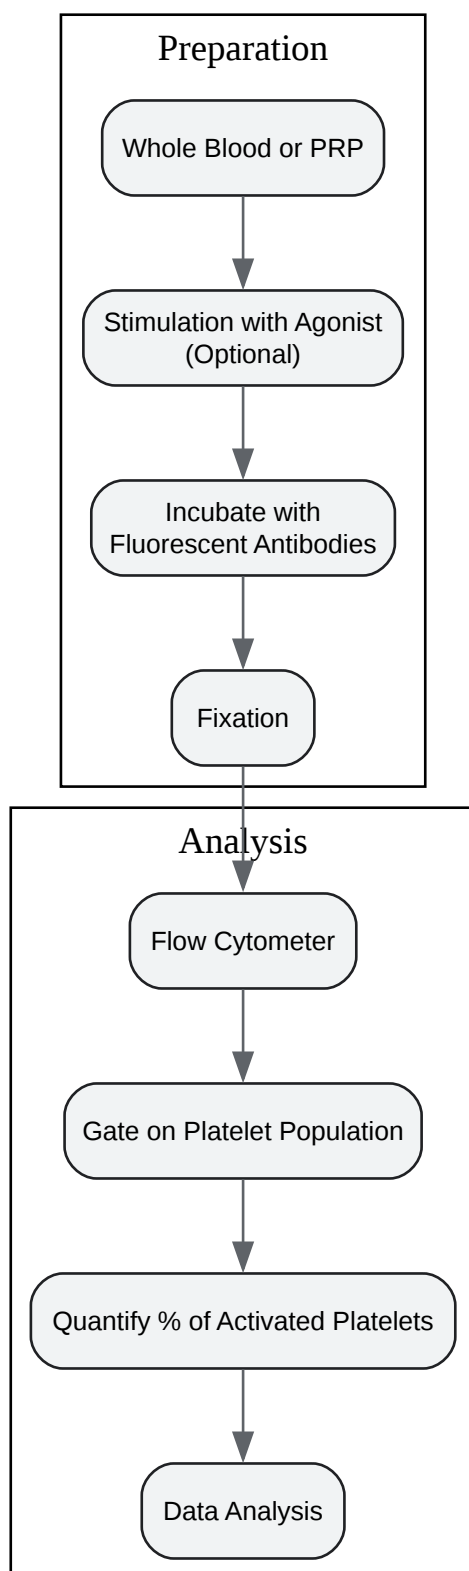 Preparation
Whole Blood or PRP
Stimulation with Agonist
(Optional)
Incubate with
Fluorescent Antibodies
Fixation
Analysis
Flow Cytometer
Gate on Platelet Population
Quantify % of Activated Platelets
Data Analysis